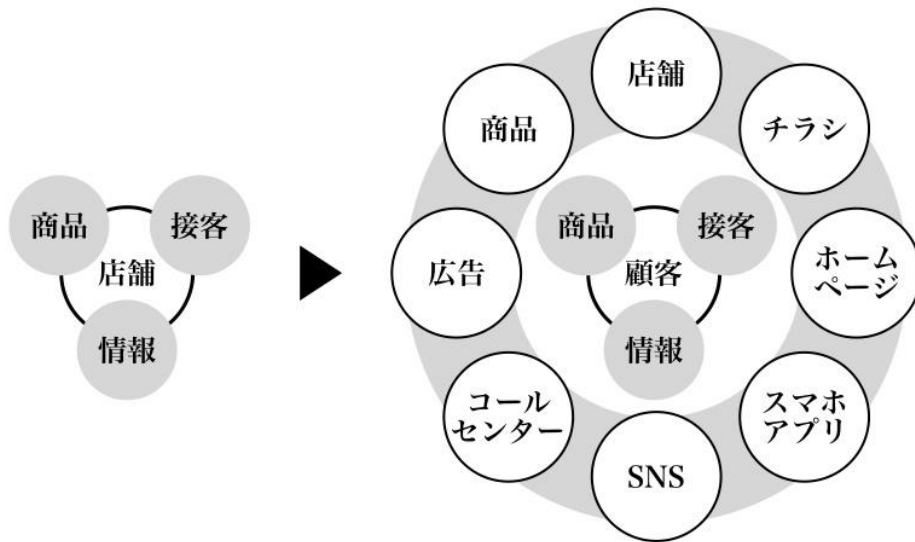 商品
接客
店舗
情報
店舗
商品
チラシ
商品
接客
顧客
情報
広告
ホーム
ページ
コール
センター
スマホ
アプリ
SNS